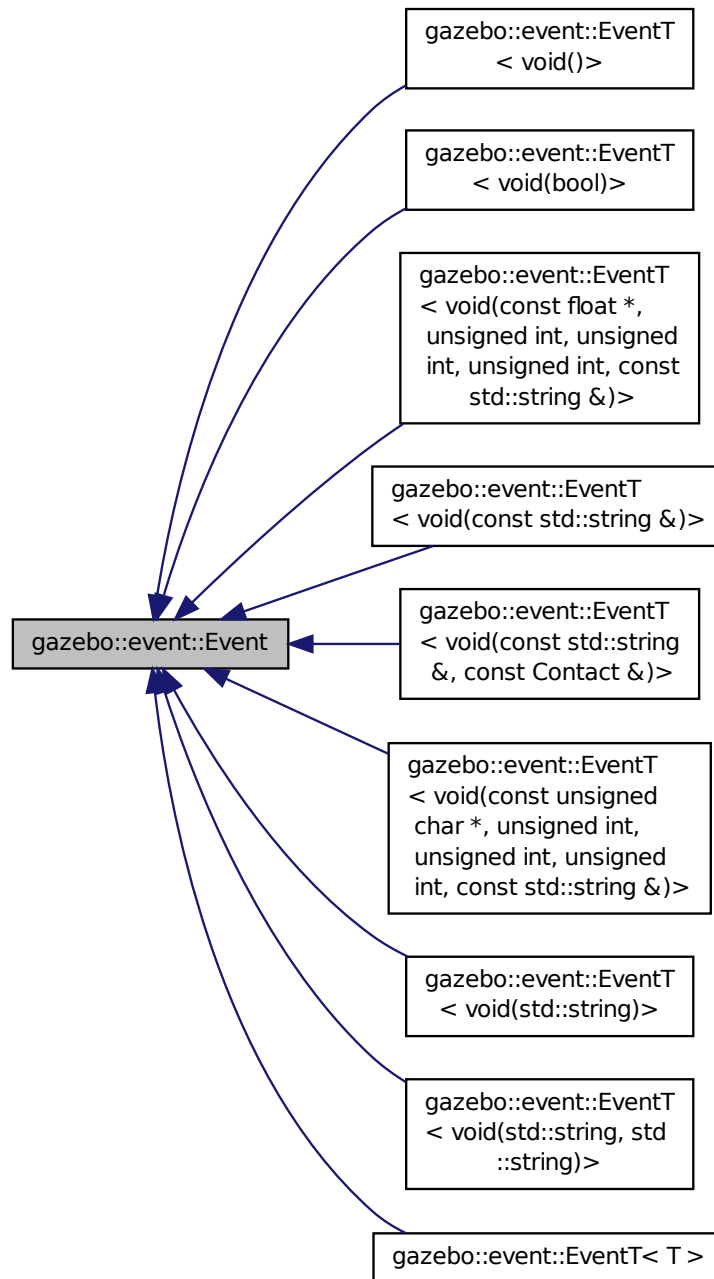 gazebo::event::EventT
< void()>
gazebo::event::EventT
< void(bool)>
gazebo::event::EventT
< void(const float *,
unsigned int, unsigned
int, unsigned int, const
std::string &)>
gazebo::event::EventT
< void(const std::string &)>
gazebo::event::Event
gazebo::event::EventT
< void(const std::string
&, const Contact &)>
gazebo::event::EventT
< void(const unsigned
char *, unsigned int,
unsigned int, unsigned
int, const std::string &)>
gazebo::event::EventT
< void(std::string)>
gazebo::event::EventT
< void(std::string, std
::string)>
gazebo::event::EventT< T >